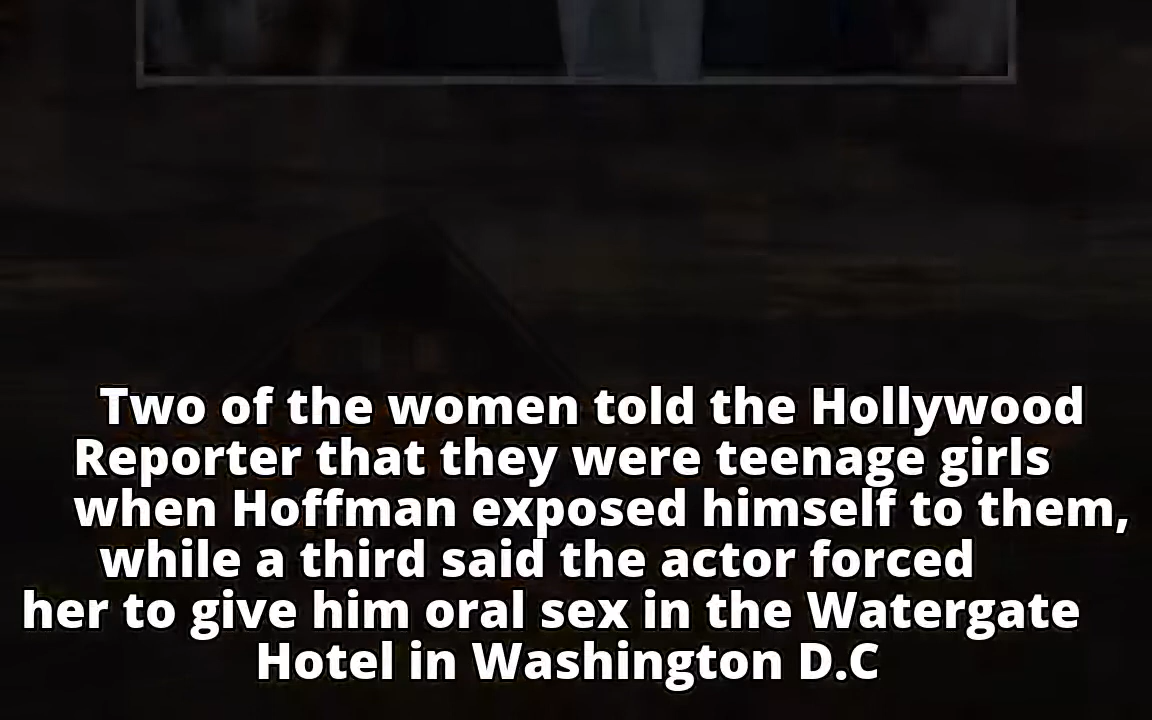 Two of the women told the Hollywood
Reporter that they were teenage girls
when Hoffman exposed himself to them,
while a third said the actor forced
her to give him oral sex in the Watergate
Hotel in Washington D.C